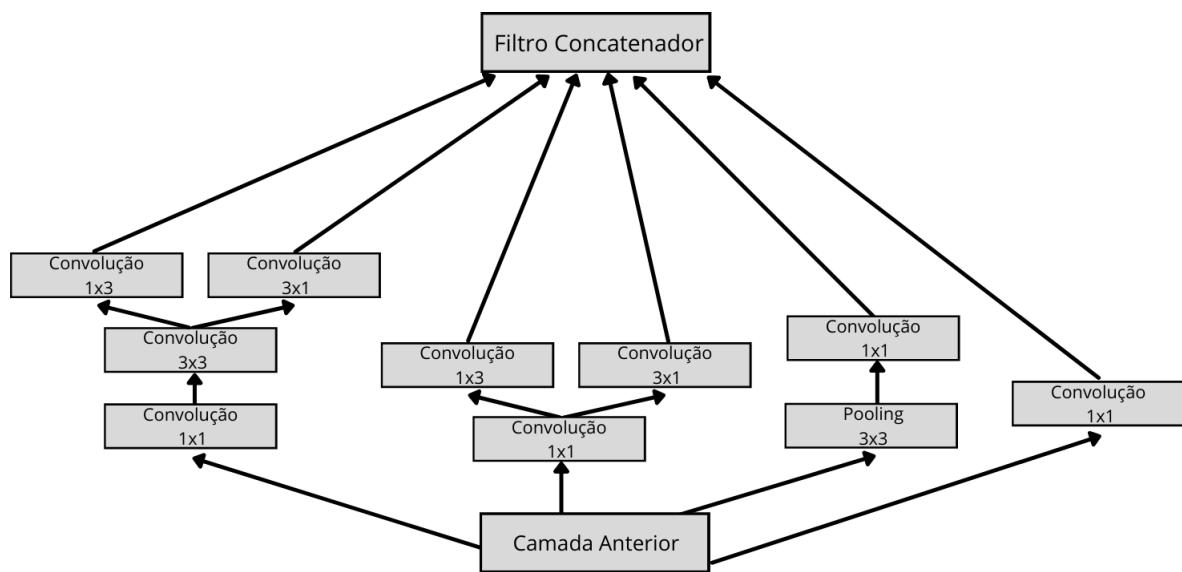 Filtro Concatenador
Convolução
1x3
Convolução
3x1
Convolução
3x3
Convolução
1x1
Convolução
1x3
Convolução
3x1
Convolução
1x1
Convolução
1x1
Pooling
3x3
Convolução
1x1
Camada Anterior